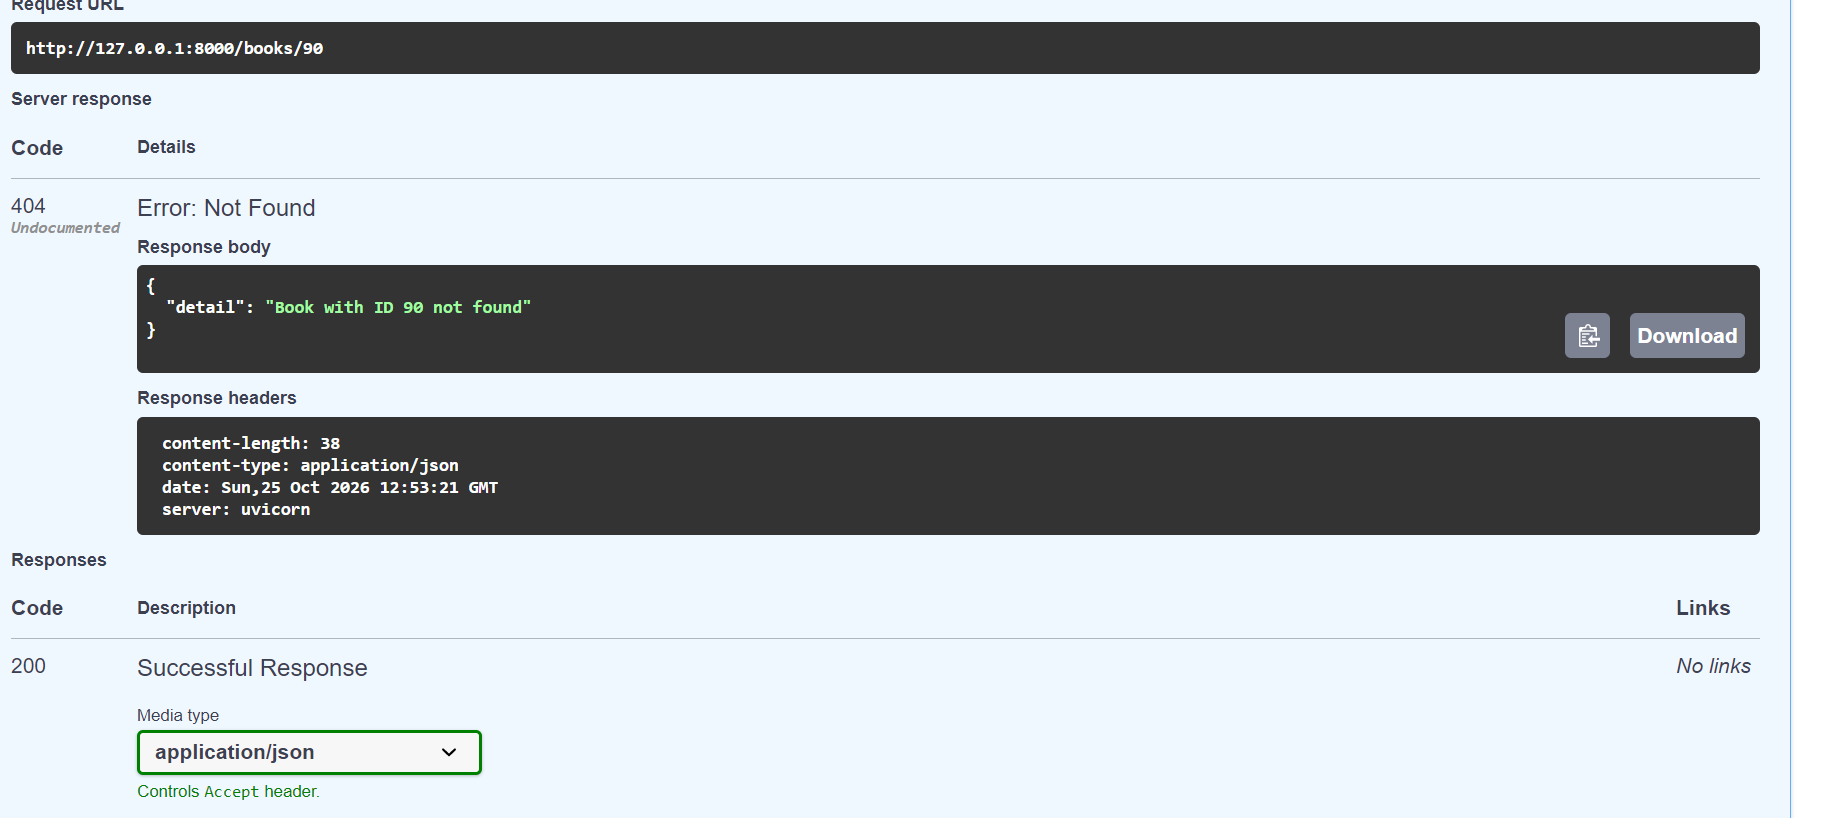 Request URL
http://127.0.0.1:8000/books/90
Server response
Code Details
404 Error: Not Found
Undocumented
Response body
{
"detail": "Book with ID 90 not found"
}
Download
Response headers
content-length: 38
content-type: application/json
date: Sun,25 Oct 2026 12:53:21 GMT
server: uvicorn
Responses
Code Description Links
200 Successful Response No links
Media type
application/json
Controls Accept header.